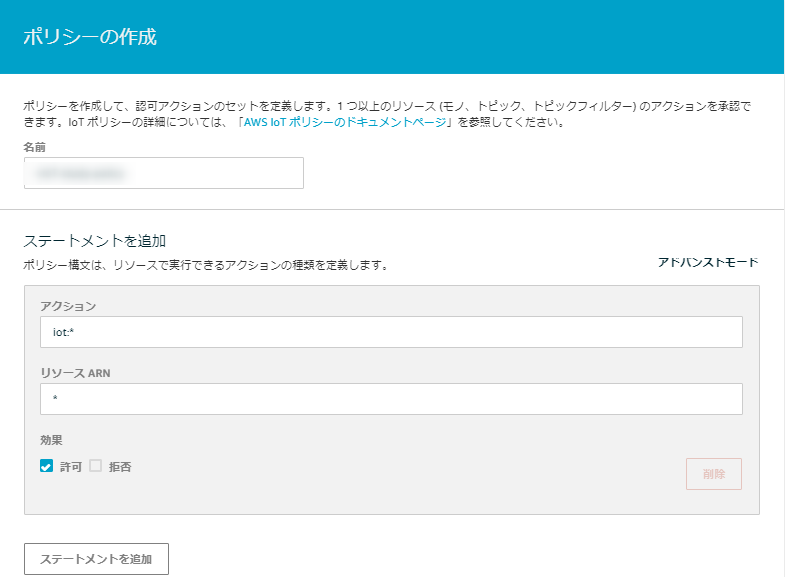 ポリシーの作成
ポリシーを作成して、認可アクションのセットを定義します。1 つ以上のリソース (モノ、トピック、トピックフィルター) のアクションを承認で
きます。IoT ポリシーの詳細については、「AWS IoT ポリシーのドキュメントページ」を参照してください。
名前
ステートメントを追加
ポリシー構文は、リソースで実行できるアクションの種類を定義します。
アドバンストモード
アクション
iot:*
リソース ARN
*
効果
許可 拒否
削除
ステートメントを追加